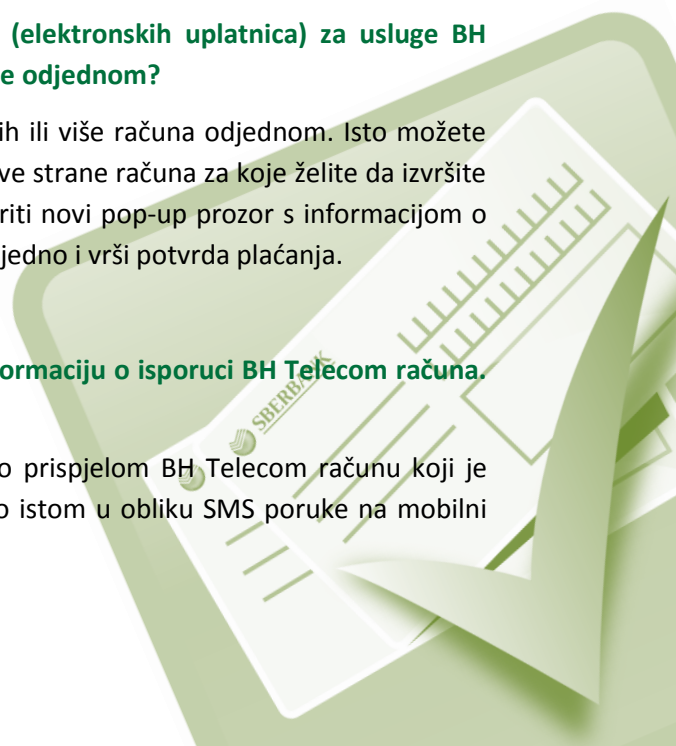 (elektronskih uplatnica) za usluge BH
e odjednom?
ih ili više računa odjednom. Isto možete
ve strane računa za koje želite da izvršite
riti novi pop-up prozor s informacijom o
jedno i vrši potvrda plaćanja.
formaciju o isporuci BH Telecom računa.
SBERBANK
o prispjelom BH Telecom računu koji je
o istom u obliku SMS poruke na mobilni